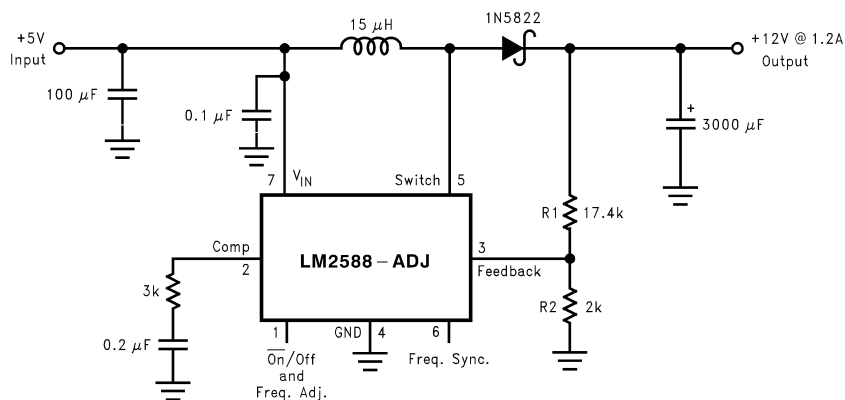 1N5822
15 μH
+5V
Input
+12V @ 1.2A
Output
100 μF
0.1 μF
+
3000 μF
7
VIN
Switch
5
R1
17.4k
Comp
2
LM2588–ADJ
3
Feedback
3k
R2
2k
1
GND
4
6
0.2 μF
On/Off
and
Freq. Adj.
Freq. Sync.